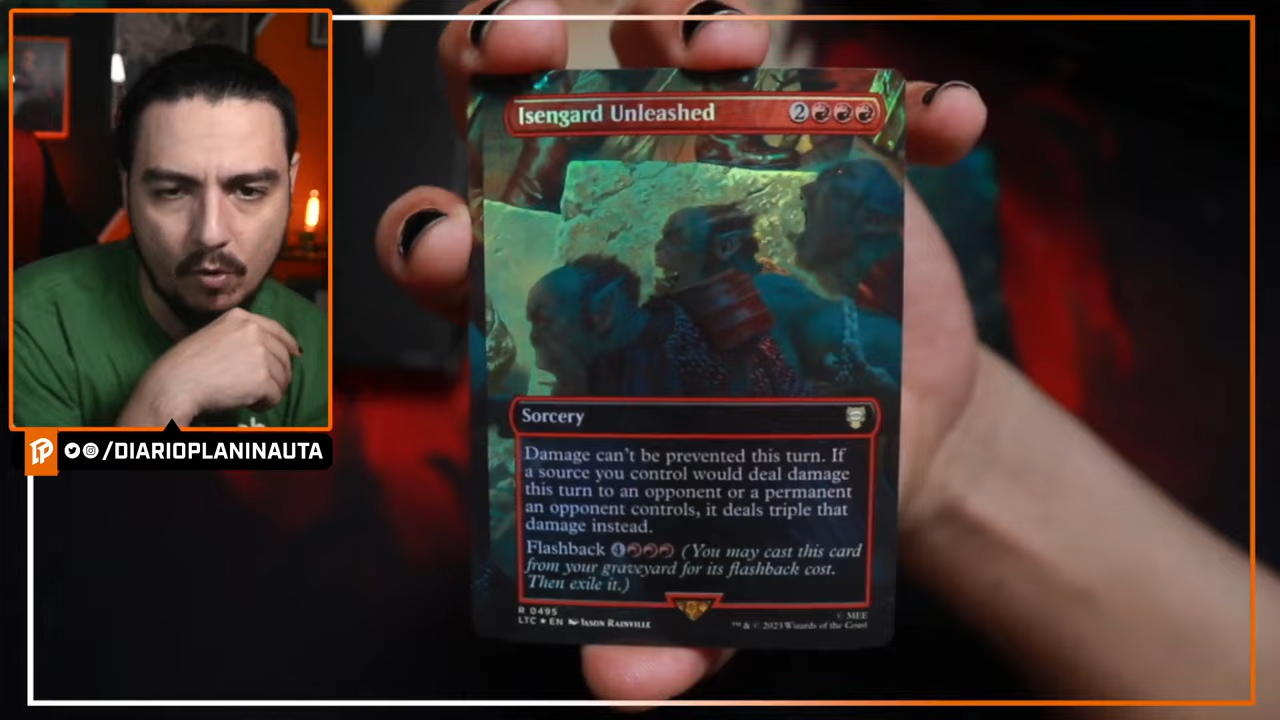 Isengard Unleashed 2
Sorcery
Damage can't be prevented this turn. If
a source you control would deal damage
this turn to an opponent or a permanent
an opponent controls, it deals triple that
damage instead.
Flashback 4 (You may cast this card
from your graveyard for its flashback cost.
Then exile it.)
R 0495
LTC ★ EN Jason Rainville
© MEE
™ & © 2023 Wizards of the Coast
/DIARIOPLANINAUTA